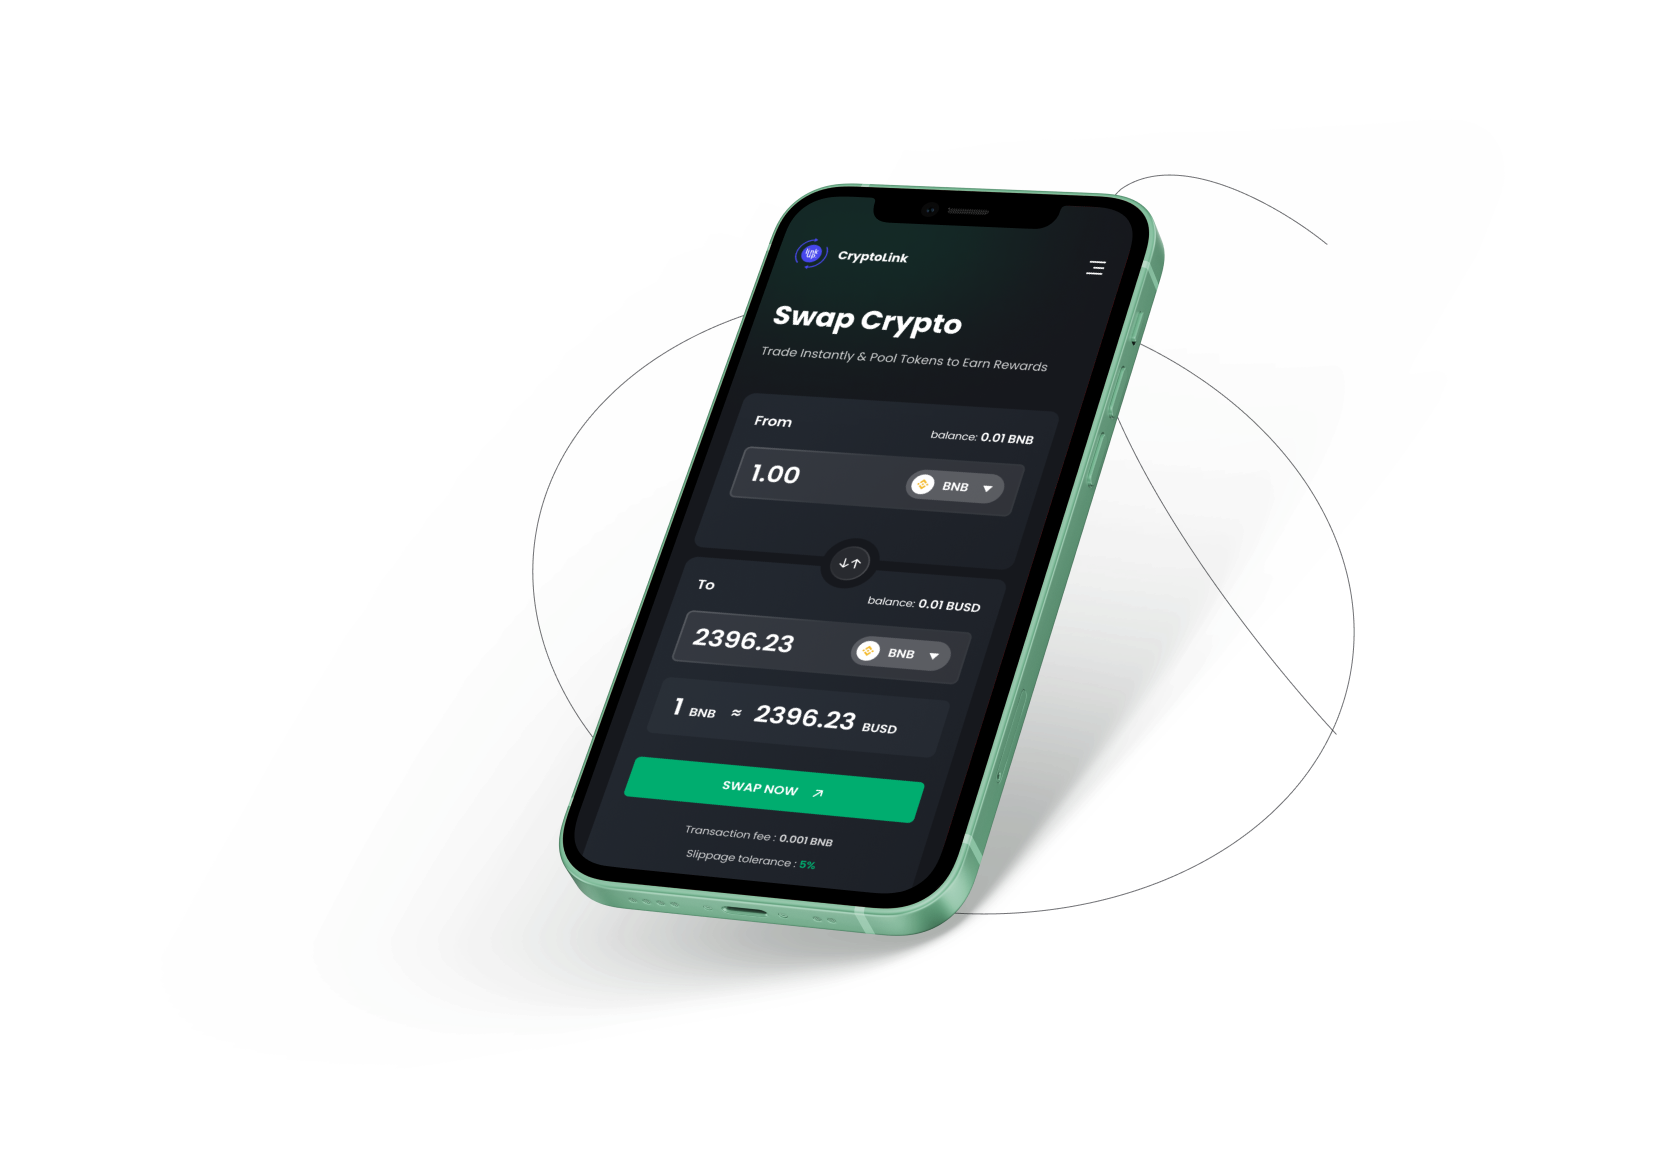 link
up!
CryptoLink
Swap Crypto
Trade Instantly & Pool Tokens to Earn Rewards
From
balance: 0.01 BNB
1.00
BNB
To
balance: 0.01 BUSD
2396.23
BNB
1 BNB ≈ 2396.23 BUSD
SWAP NOW
Transaction fee : 0.001 BNB
Slippage tolerance : 5%